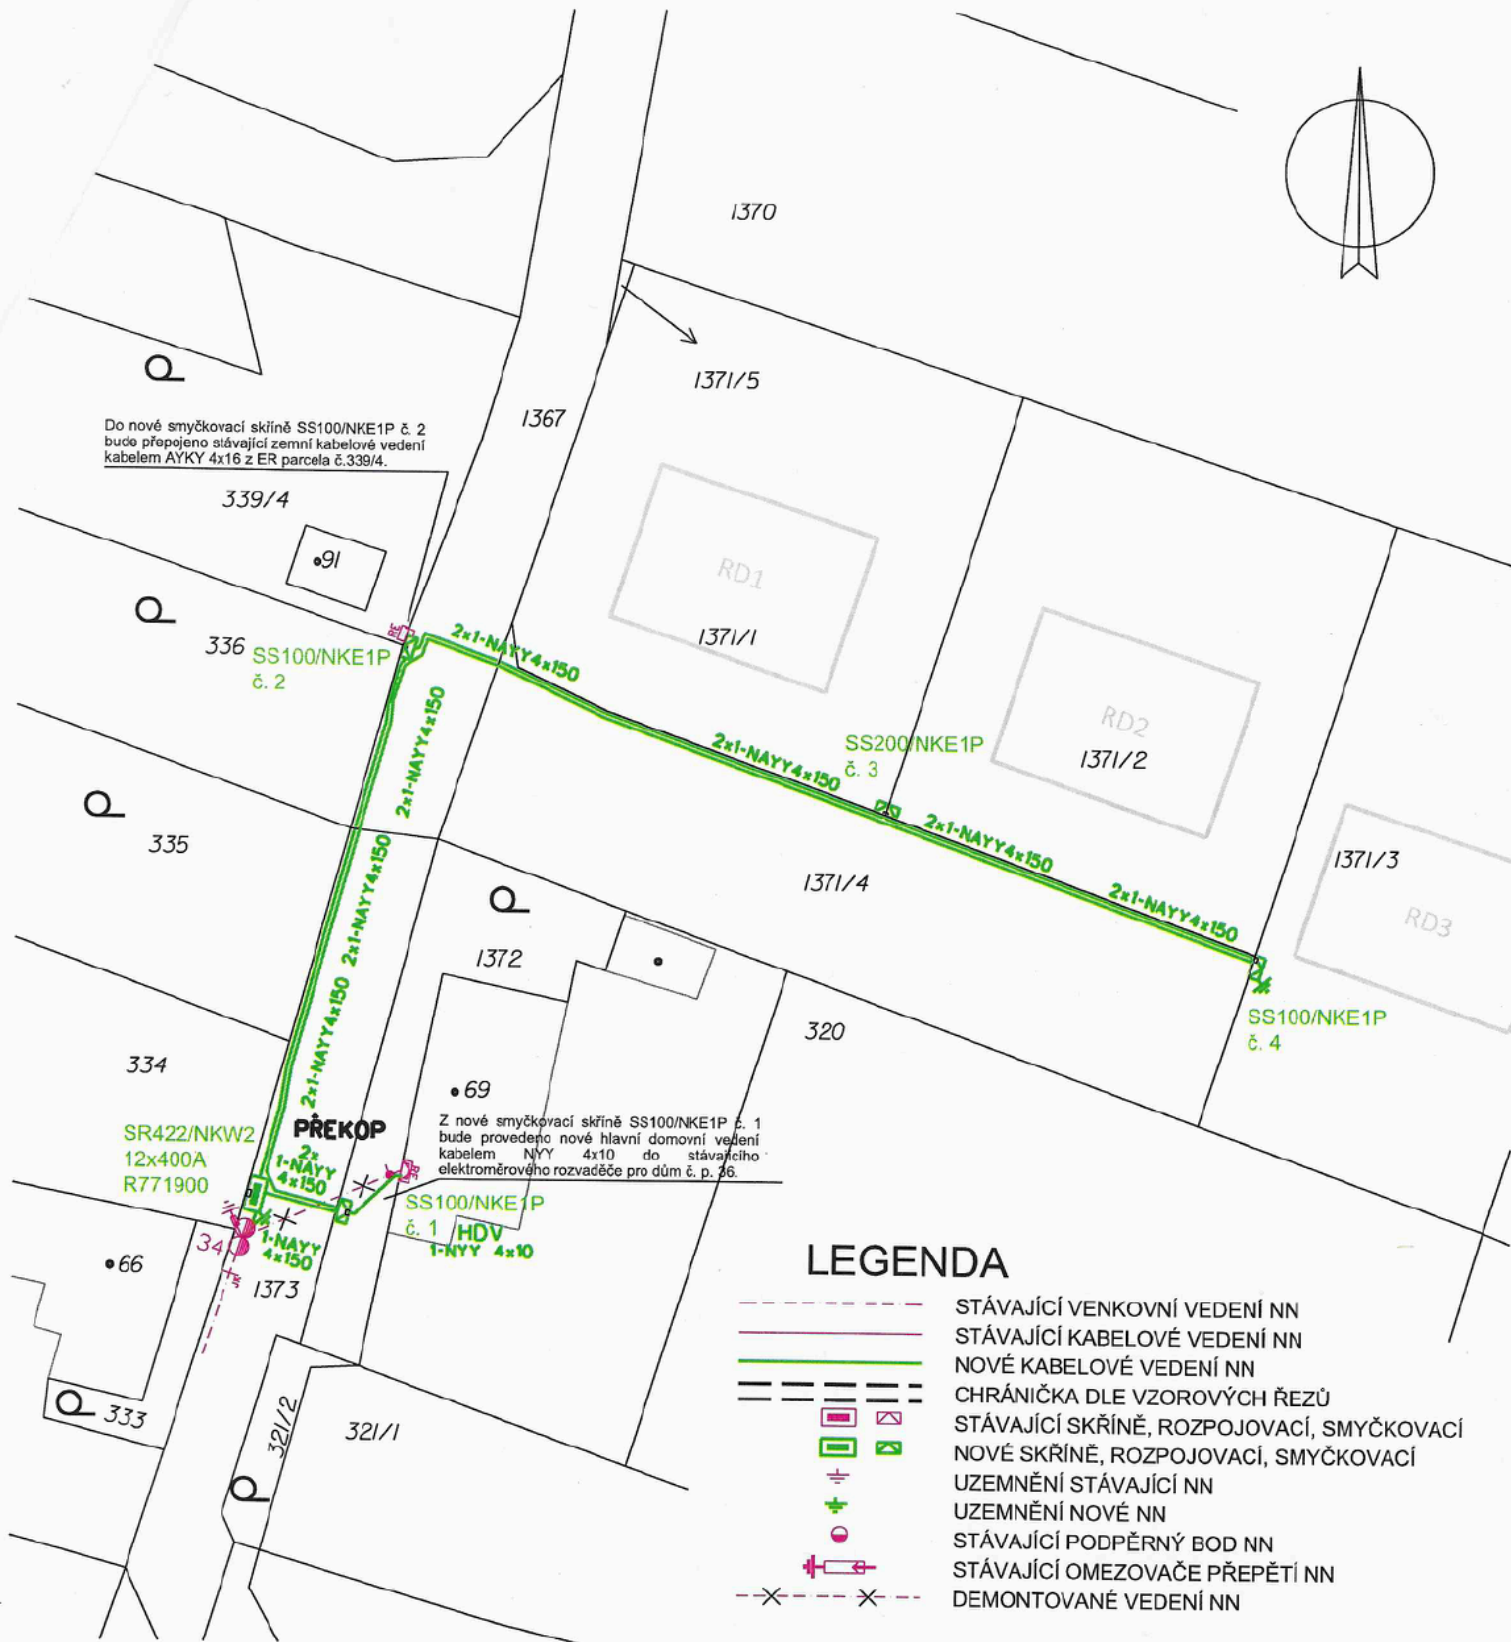 1370
1371/5
1367
Do nové smyčkovací skříně SS100/NKE1P č. 2
bude přepojeno stávající zemní kabelové vedení
kabelem AYKY 4x16 z ER parcela č.339/4.
339/4
91
RD1
1371/1
RE
336
SS100/NKE1P
č. 2
2x1-NAYY4x150
2x1-NAYY4x150
RD2
1371/2
SS200/NKE1P
č. 3
2x1-NAYY4x150
2x1-NAYY4x150
335
2x1-NAYY4x150
1371/4
1371/3
RD3
2x1-NAYY4x150
1372
2x1-NAYY4x150
320
SS100/NKE1P
č. 4
334
69
SR422/NKW2
12x400A
R771900
PŘEKOP
2x
1-NAYY
4x150
Z nové smyčkovací skříně SS100/NKE1P č. 1
bude provedeno nové hlavní domovní vedení
kabelem NYY 4x10 do stávajícího
elektroměrového rozvaděče pro dům č. p. 36.
RE
SS100/NKE1P
č. 1
HDV
1-NYY 4x10
34
1-NAYY
4x150
66
1373
333
321/2
321/1
LEGENDA
STÁVAJÍCÍ VENKOVNÍ VEDENÍ NN
STÁVAJÍCÍ KABELOVÉ VEDENÍ NN
NOVÉ KABELOVÉ VEDENÍ NN
CHRÁNIČKA DLE VZOROVÝCH ŘEZŮ
STÁVAJÍCÍ SKŘÍNĚ, ROZPOJOVACÍ, SMYČKOVACÍ
NOVÉ SKŘÍNĚ, ROZPOJOVACÍ, SMYČKOVACÍ
UZEMNĚNÍ STÁVAJÍCÍ NN
UZEMNĚNÍ NOVÉ NN
STÁVAJÍCÍ PODPĚRNÝ BOD NN
STÁVAJÍCÍ OMEZOVAČE PŘEPĚTÍ NN
DEMONTOVANÉ VEDENÍ NN